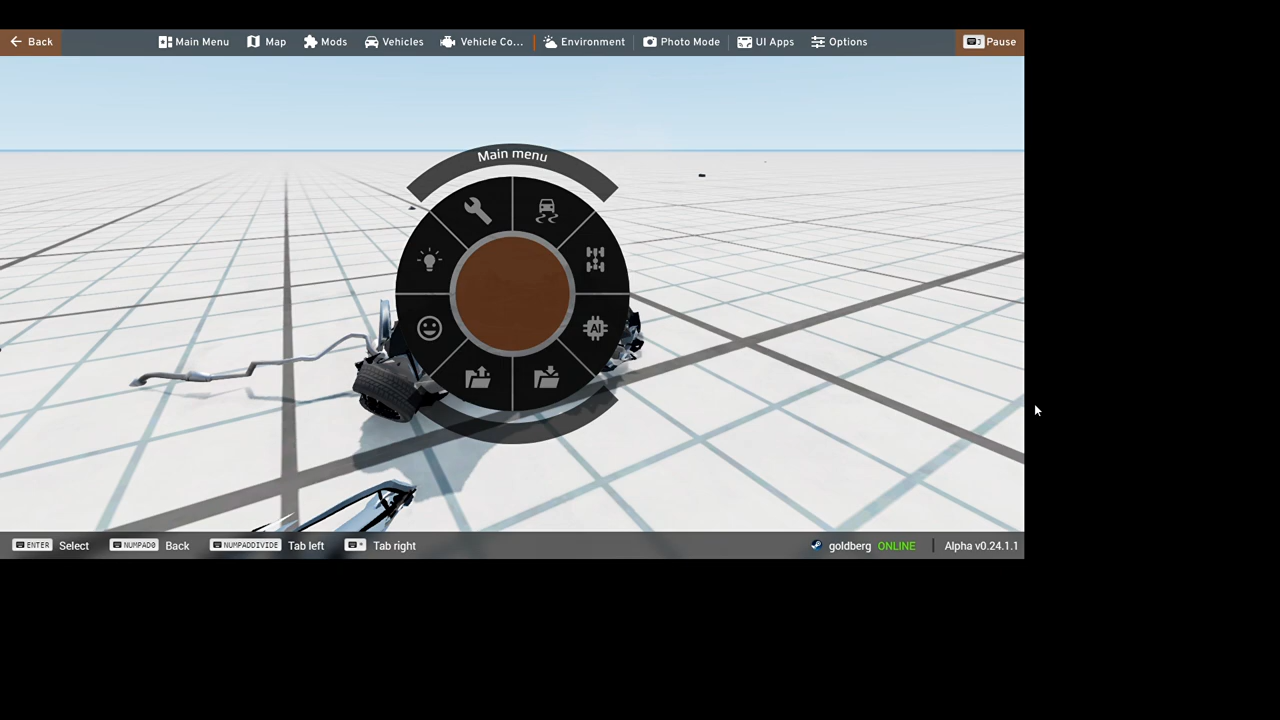 Back
Main Menu
Map
Mods
Vehicles
Vehicle Co...
Environment
Photo Mode
UI Apps
Options
Pause
Main menu
AI
ENTER Select
NUMPAD0 Back
NUMPADDIVIDE Tab left
* Tab right
goldberg ONLINE
Alpha v0.24.1.1